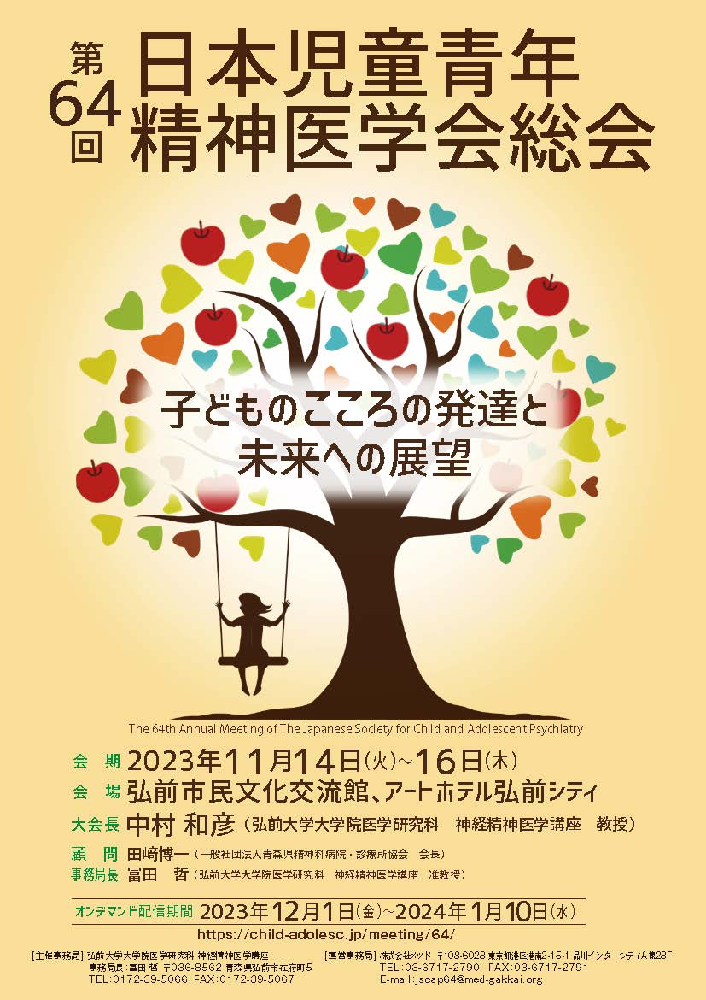 第64回
日本児童青年
精神医学会総会
子どものこころの発達と
未来への展望
The 64th Annual Meeting of The Japanese Society for Child and Adolescent Psychiatry
会 期 2023年11月14日(火)～16日(木)
会 場 弘前市民文化交流館、アートホテル弘前シティ
大会長 中村 和彦（弘前大学大学院医学研究科 神経精神医学講座 教授）
顧 問 田﨑博一（一般社団法人青森県精神科病院・診療所協会 会長）
事務局長 冨田 哲（弘前大学大学院医学研究科 神経精神医学講座 准教授）
オンデマンド配信期間 2023年12月1日(金)～2024年1月10日(水)
https://child-adolesc.jp/meeting/64/
[主催事務局] 弘前大学大学院医学研究科 神経精神医学講座
事務局長：冨田 哲 〒036-8562 青森県弘前市在府町5
TEL：0172-39-5066 FAX：0172-39-5067
[運営事務局] 株式会社メッド 〒108-6028 東京都港区港南2-15-1 品川インターシティA棟28F
TEL：03-6717-2790 FAX：03-6717-2791
E-mail：jscap64@med-gakkai.org